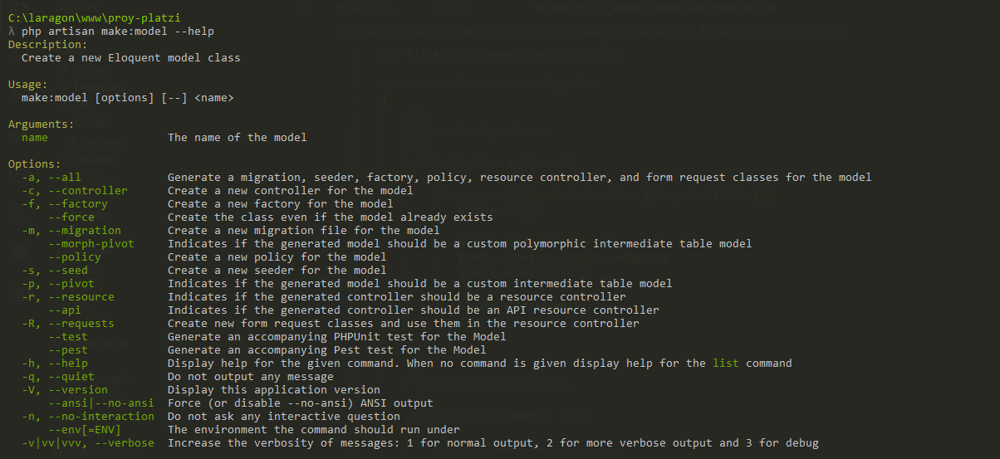 C:\laragon\www\proy-platzi
λ php artisan make:model --help
Description:
  Create a new Eloquent model class

Usage:
  make:model [options] [--] <name>

Arguments:
  name                  The name of the model

Options:
  -a, --all             Generate a migration, seeder, factory, policy, resource controller, and form request classes for the model
  -c, --controller      Create a new controller for the model
  -f, --factory         Create a new factory for the model
      --force           Create the class even if the model already exists
  -m, --migration       Create a new migration file for the model
      --morph-pivot     Indicates if the generated model should be a custom polymorphic intermediate table model
      --policy          Create a new policy for the model
  -s, --seed            Create a new seeder for the model
  -p, --pivot           Indicates if the generated model should be a custom intermediate table model
  -r, --resource        Indicates if the generated controller should be a resource controller
      --api             Indicates if the generated controller should be an API resource controller
  -R, --requests        Create new form request classes and use them in the resource controller
      --test            Generate an accompanying PHPUnit test for the Model
      --pest            Generate an accompanying Pest test for the Model
  -h, --help            Display help for the given command. When no command is given display help for the list command
  -q, --quiet           Do not output any message
  -V, --version         Display this application version
      --ansi|--no-ansi  Force (or disable --no-ansi) ANSI output
  -n, --no-interaction  Do not ask any interactive question
      --env[=ENV]       The environment the command should run under
  -v|vv|vvv, --verbose  Increase the verbosity of messages: 1 for normal output, 2 for more verbose output and 3 for debug